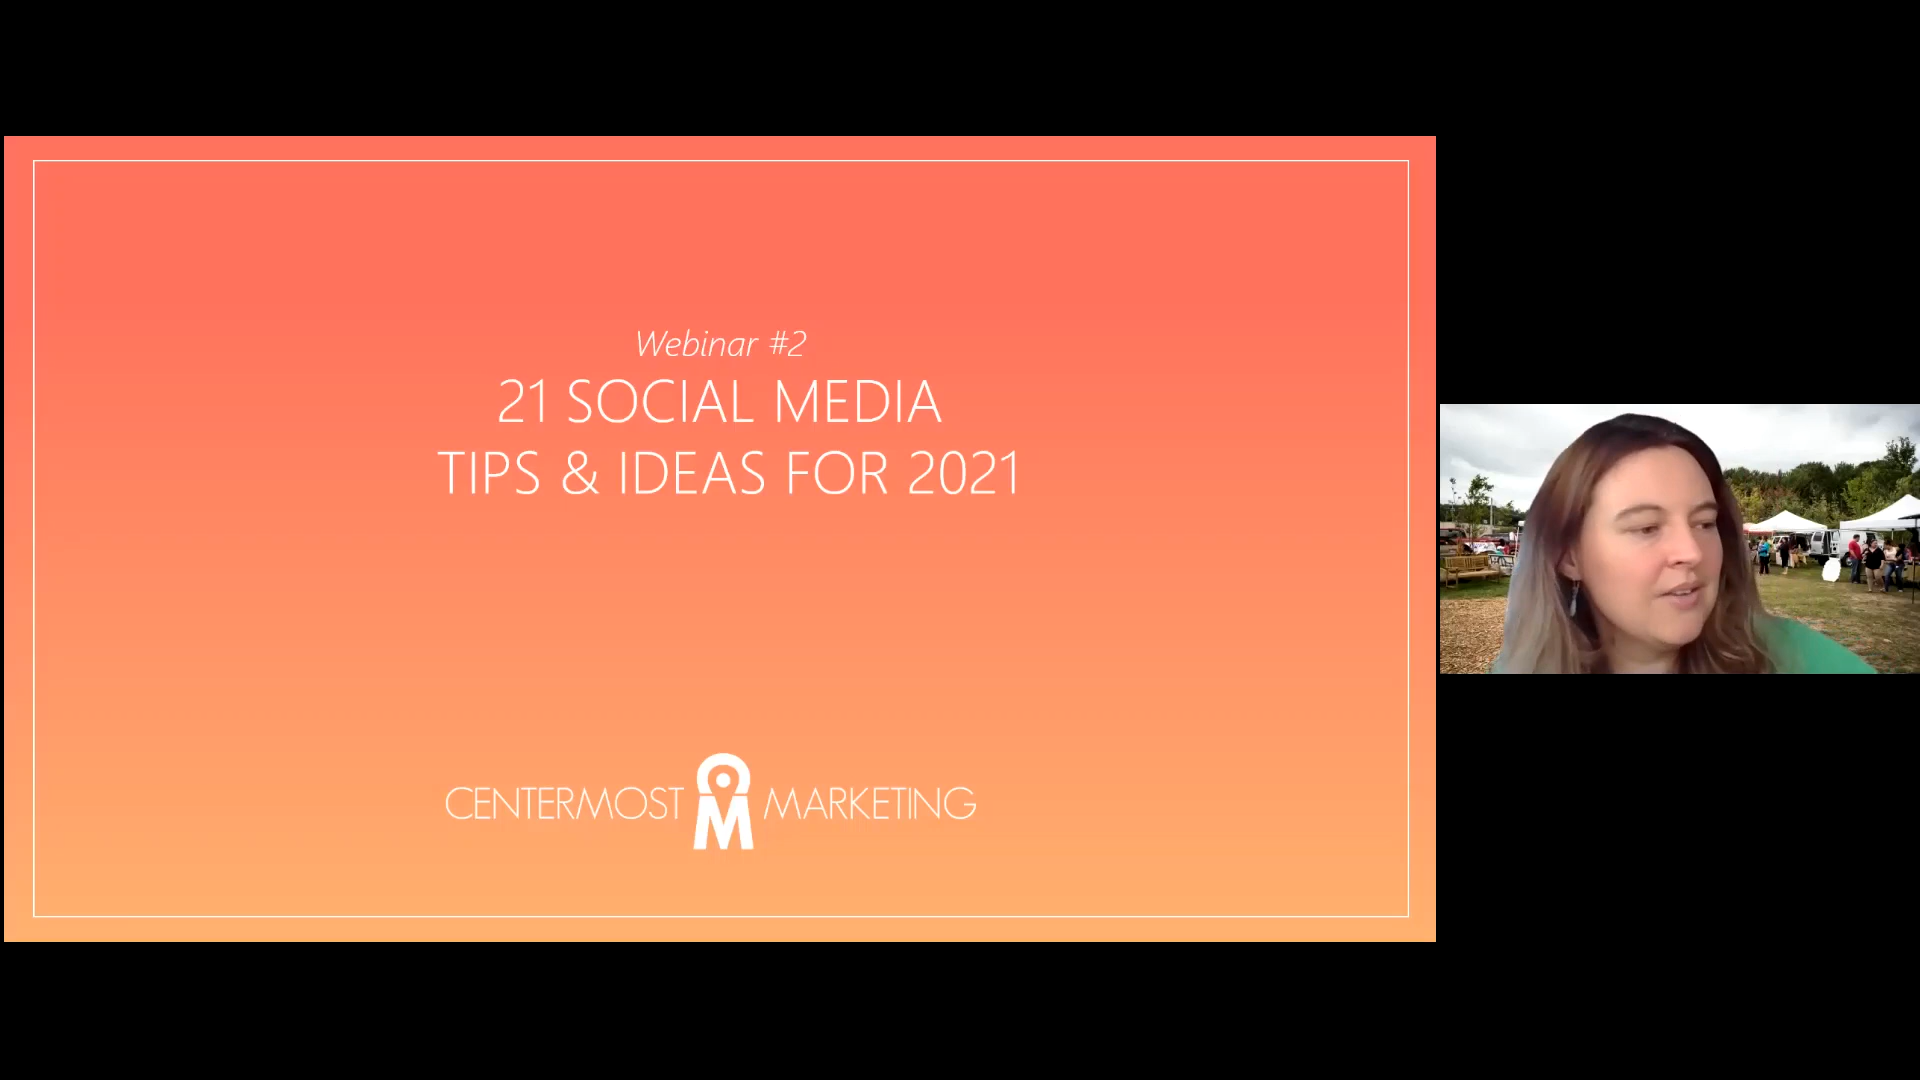 Webinar #2
21 SOCIAL MEDIA
TIPS & IDEAS FOR 2021
CENTERMOST M MARKETING